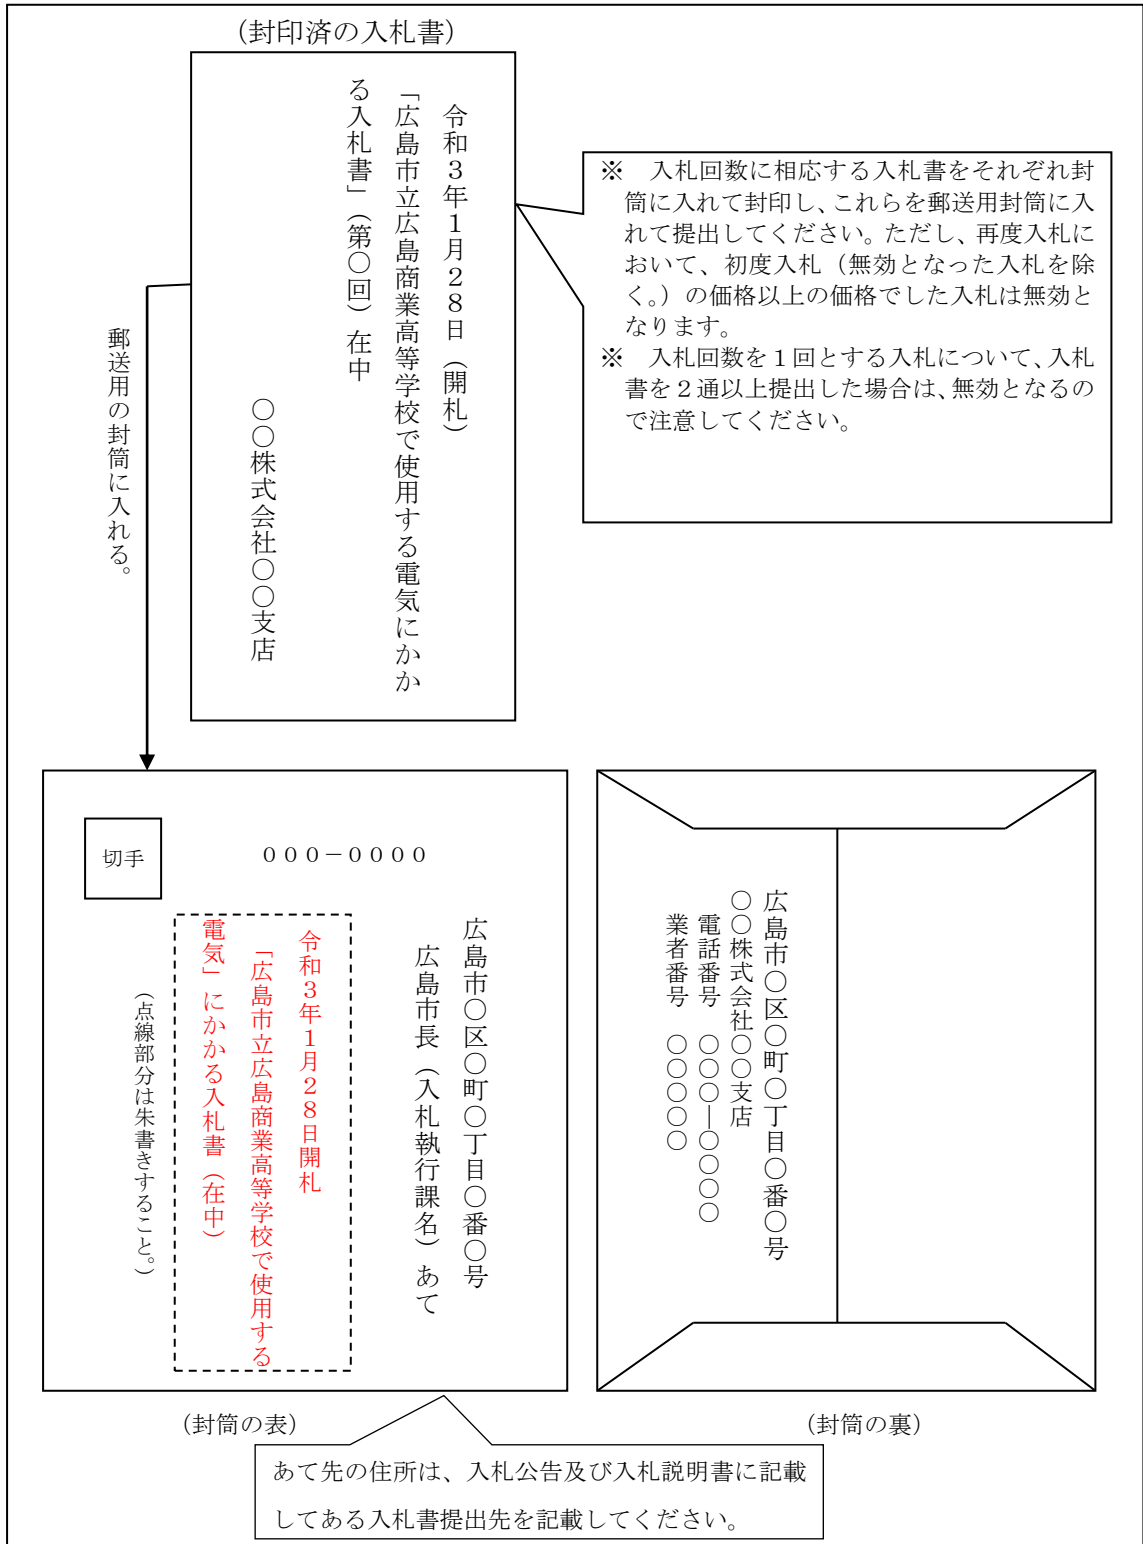 (封印済の入札書)
令和３年１月２８日（開札）
「広島市立広島商業高等学校で使用する電気にかか
る入札書」（第○回）在中
○○株式会社○○支店
※　入札回数に相応する入札書をそれぞれ封
筒に入れて封印し、これらを郵送用封筒に入
れて提出してください。ただし、再度入札に
おいて、初度入札（無効となった入札を除
く。）の価格以上の価格でした入札は無効と
なります。
※　入札回数を１回とする入札について、入札
書を２通以上提出した場合は、無効となるの
で注意してください。
郵送用の封筒に入れる。
切手
０００－００００
広島市○区○町○丁目○番○号
広島市長（入札執行課名）あて
令和３年１月２８日開札
「広島市立広島商業高等学校で使用する
電気」にかかる入札書（在中）
（点線部分は朱書きすること。）
(封筒の表)
広島市○区○町○丁目○番○号
○○株式会社○○支店
電話番号　○○○―○○○○
業者番号　○○○○○
(封筒の裏)
あて先の住所は、入札公告及び入札説明書に記載
してある入札書提出先を記載してください。